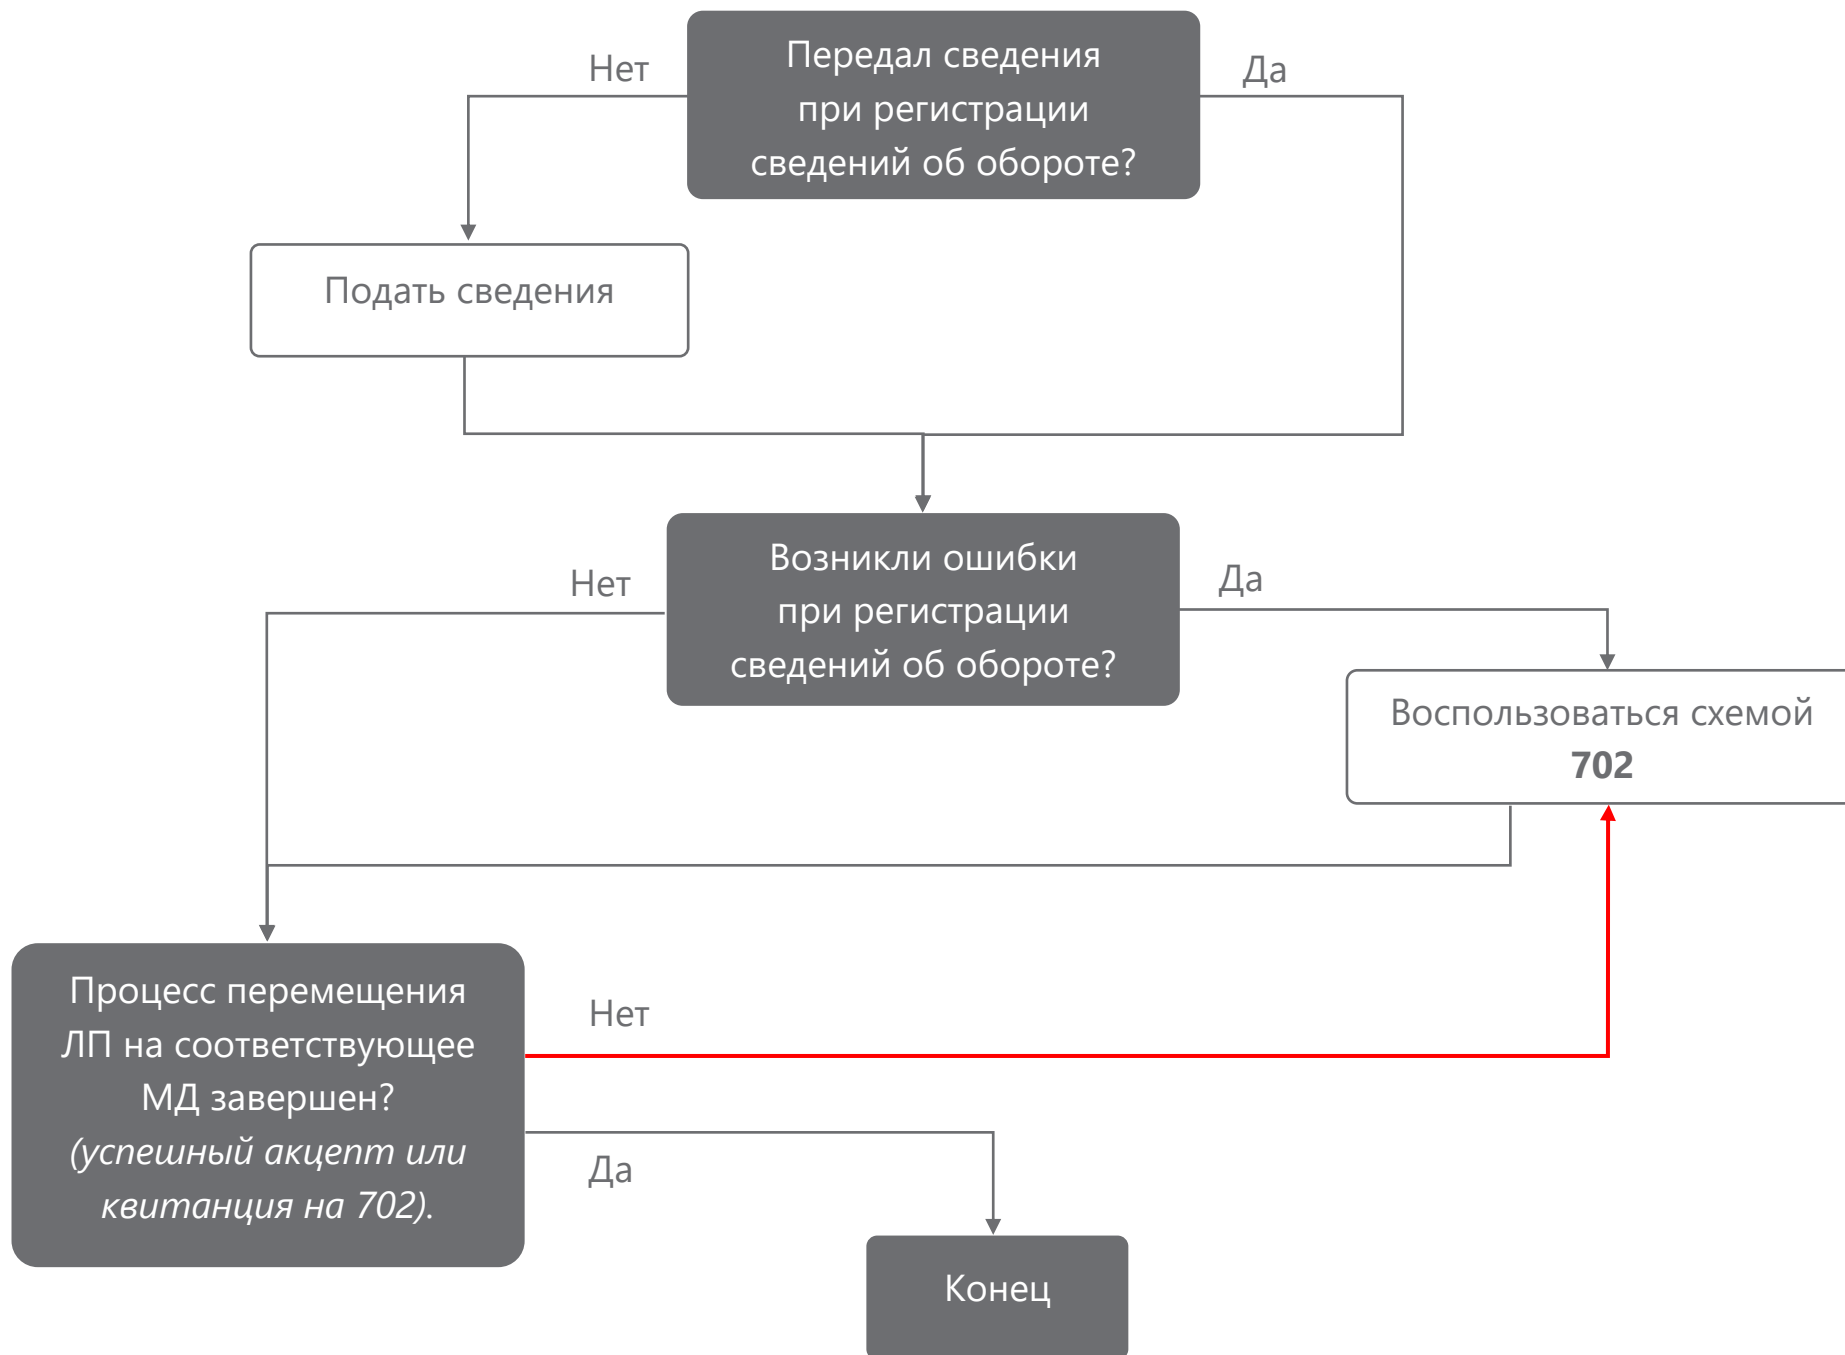 Передал сведения
при регистрации
сведений об обороте?
Нет
Да
Подать сведения
Возникли ошибки
при регистрации
сведений об обороте?
Нет
Да
Воспользоваться схемой
702
Процесс перемещения
ЛП на соответствующее
МД завершен?
(успешный акцепт или
квитанция на 702).
Нет
Да
Конец